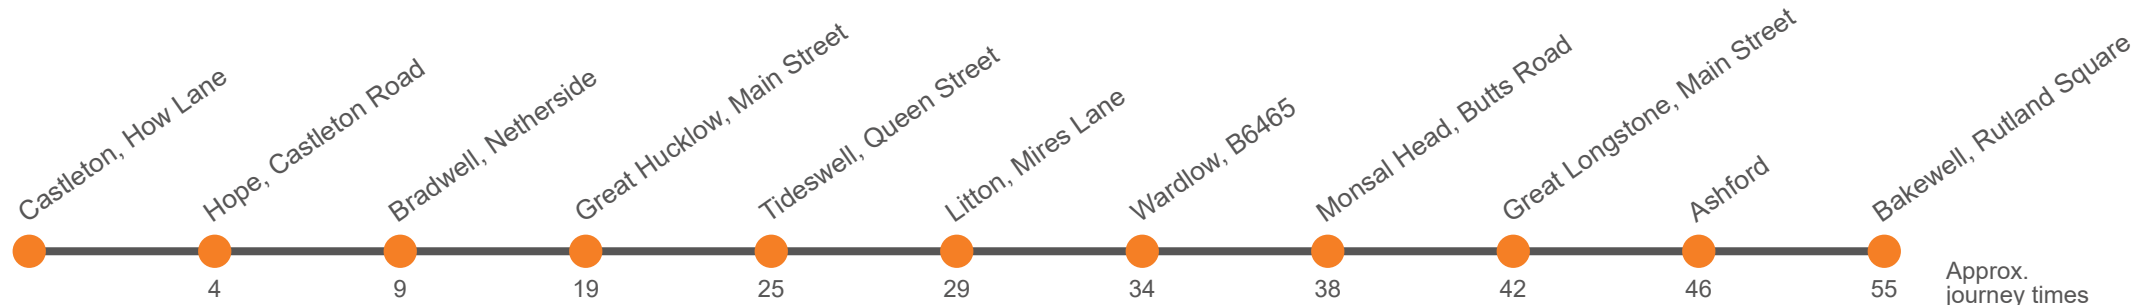 Castleton, How Lane
Hope, Castleton Road
Bradwell, Netherside
Great Hucklow, Main Street
Tideswell, Queen Street
Litton, Mires Lane
Wardlow, B6465
Monsal Head, Butts Road
Great Longstone, Main Street
Ashford
Bakewell, Rutland Square
4
9
19
25
29
34
38
42
46
55
Approx.
journey times